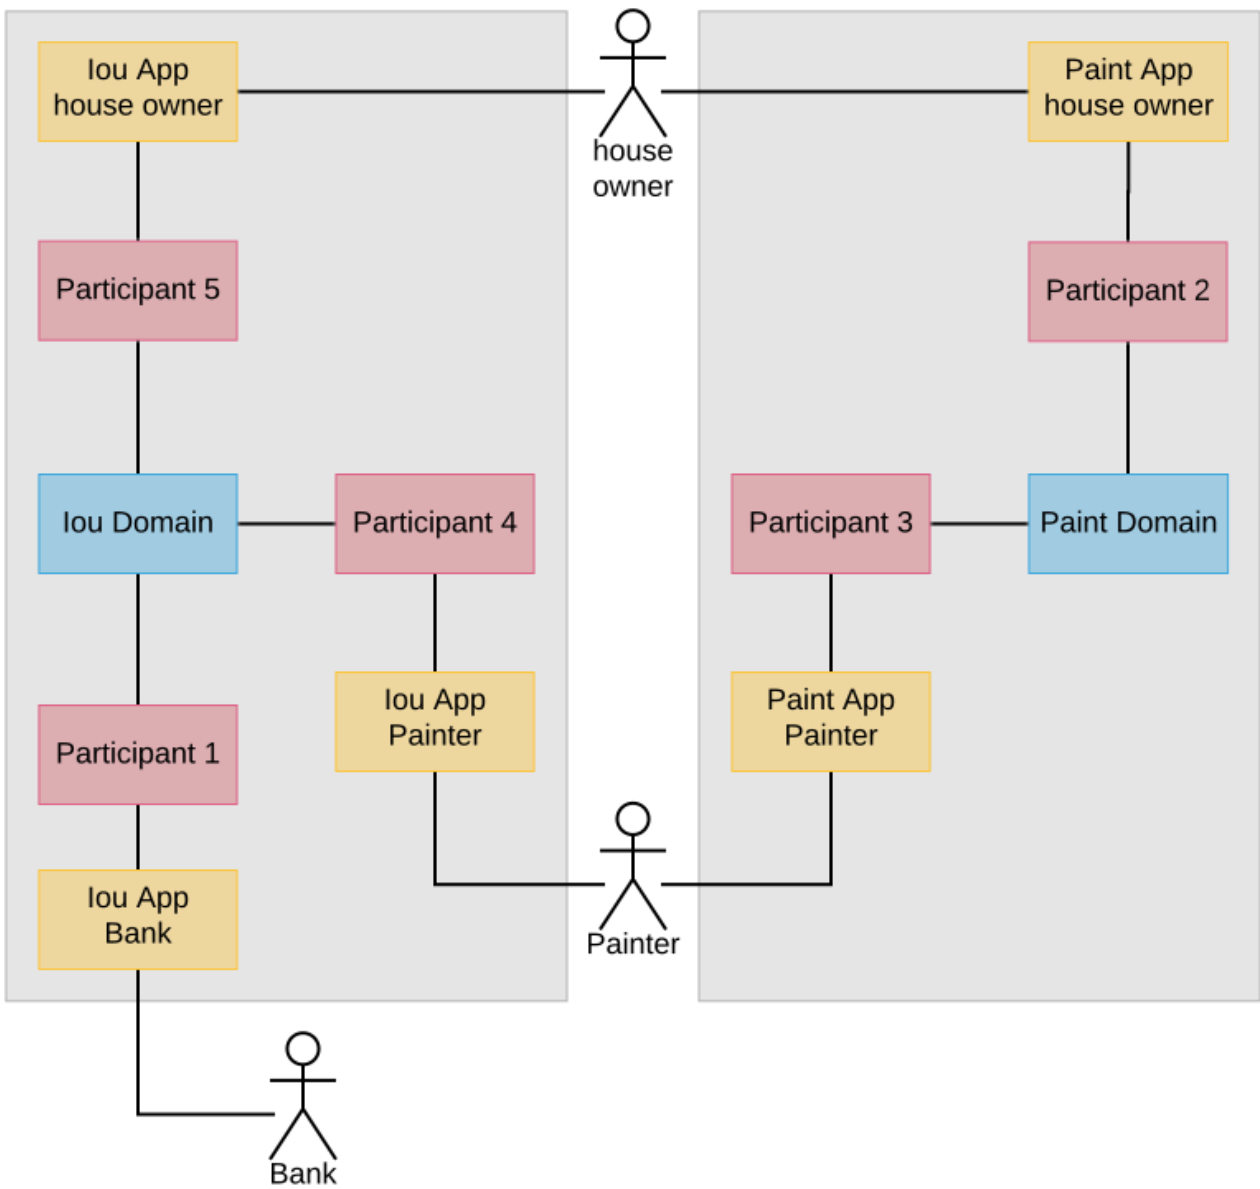 Iou App
house owner
house
owner
Paint App
house owner
Participant 5
Participant 2
Iou Domain
Participant 4
Participant 3
Paint Domain
Iou App
Painter
Paint App
Painter
Participant 1
Iou App
Bank
Painter
Bank